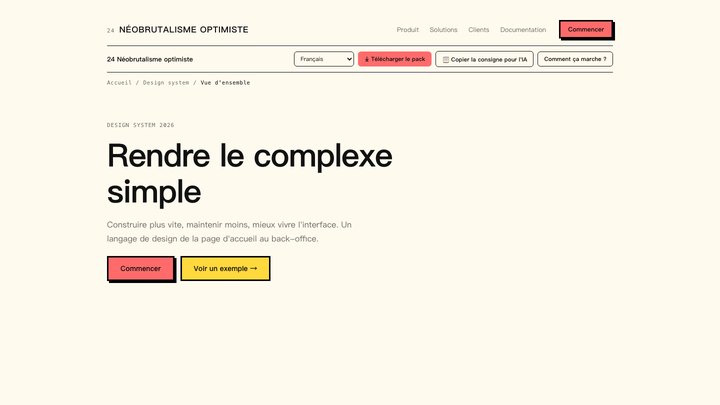 24 NÉOBRUTALISME OPTIMISTE
Produit Solutions Clients Documentation Commencer
24 Néobrutalisme optimiste
Français
Télécharger le pack
Copier la consigne pour l'IA
Comment ça marche ?
Accueil / Design system / Vue d'ensemble
DESIGN SYSTEM 2026
Rendre le complexe
simple
Construire plus vite, maintenir moins, mieux vivre l'interface. Un
langage de design de la page d'accueil au back-office.
Commencer
Voir un exemple →